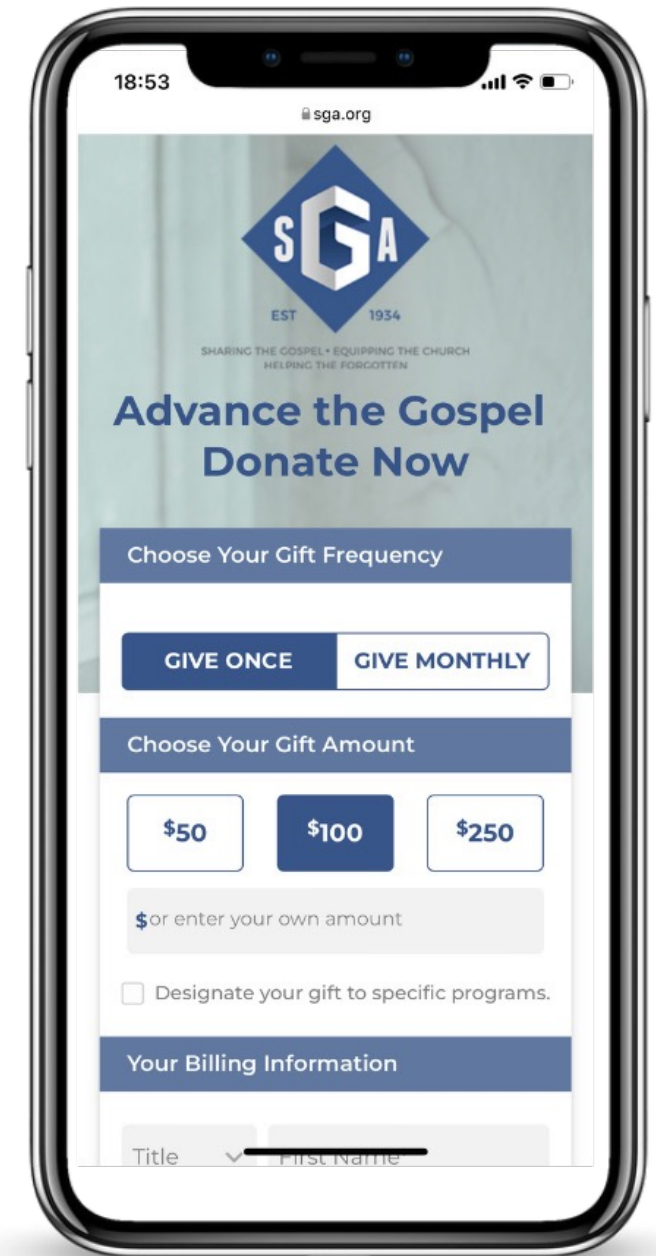 18:53
sga.org
SGA
EST 1934
SHARING THE GOSPEL • EQUIPPING THE CHURCH
HELPING THE FORGOTTEN
Advance the Gospel
Donate Now
Choose Your Gift Frequency
GIVE ONCE GIVE MONTHLY
Choose Your Gift Amount
$50 $100 $250
$or enter your own amount
Designate your gift to specific programs.
Your Billing Information
Title First Name